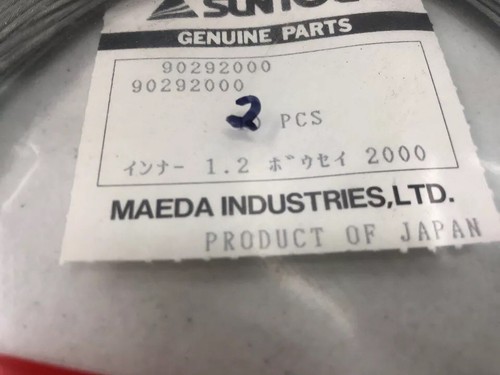 SUNTOUR
GENUINE PARTS
90292000
90292000
2 PCS
インナー 1.2 ボウセイ 2000
MAEDA INDUSTRIES,LTD.
PRODUCT OF JAPAN